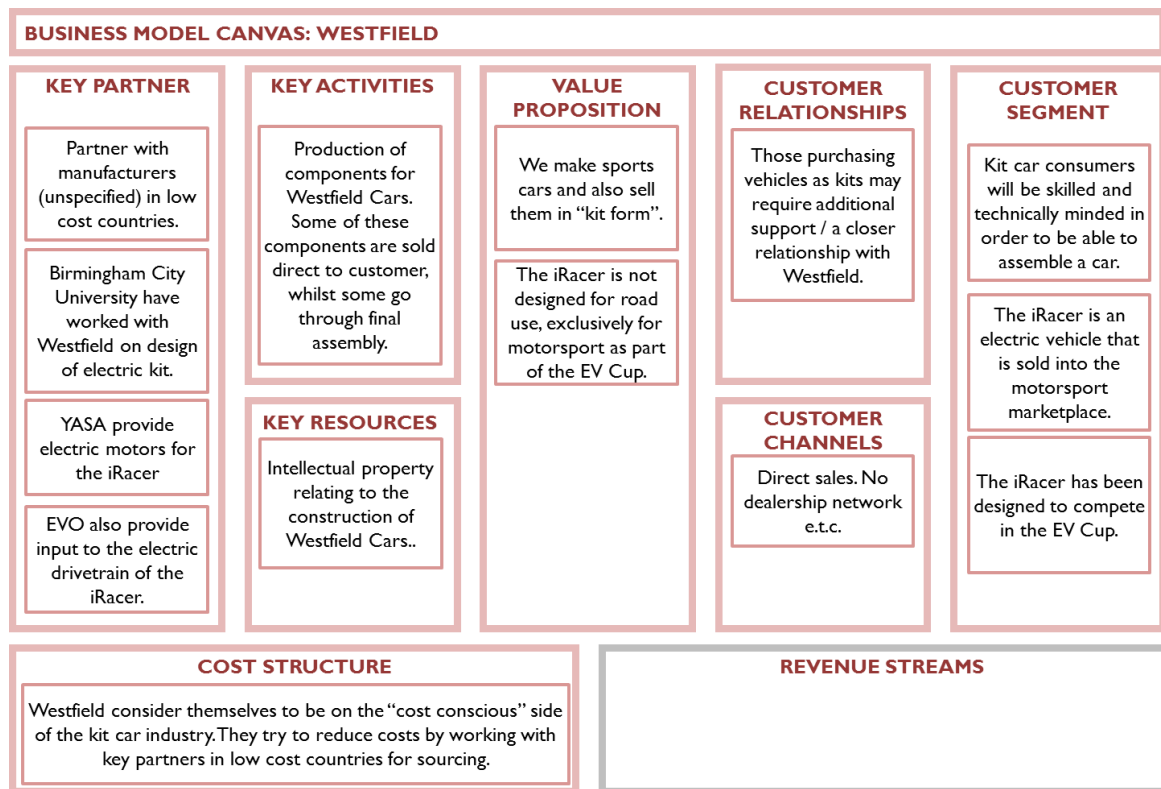 BUSINESS MODEL CANVAS: WESTFIELD
KEY PARTNER
Partner with
manufacturers
(unspecified) in low
cost countries.
Birmingham City
University have
worked with
Westfield on design
of electric kit.
YASA provide
electric motors for
the iRacer
EVO also provide
input to the electric
drivetrain of the
iRacer.
KEY ACTIVITIES
Production of
components for
Westfield Cars.
Some of these
components are sold
direct to customer,
whilst some go
through final
assembly.
KEY RESOURCES
Intellectual property
relating to the
construction of
Westfield Cars..
VALUE
PROPOSITION
We make sports
cars and also sell
them in “kit form”.
The iRacer is not
designed for road
use, exclusively for
motorsport as part
of the EV Cup.
CUSTOMER
RELATIONSHIPS
Those purchasing
vehicles as kits may
require additional
support / a closer
relationship with
Westfield.
CUSTOMER
CHANNELS
Direct sales. No
dealership network
e.t.c.
CUSTOMER
SEGMENT
Kit car consumers
will be skilled and
technically minded in
order to be able to
assemble a car.
The iRacer is an
electric vehicle that
is sold into the
motorsport
marketplace.
The iRacer has been
designed to compete
in the EV Cup.
COST STRUCTURE
Westfield consider themselves to be on the “cost conscious” side
of the kit car industry. They try to reduce costs by working with
key partners in low cost countries for sourcing.
REVENUE STREAMS